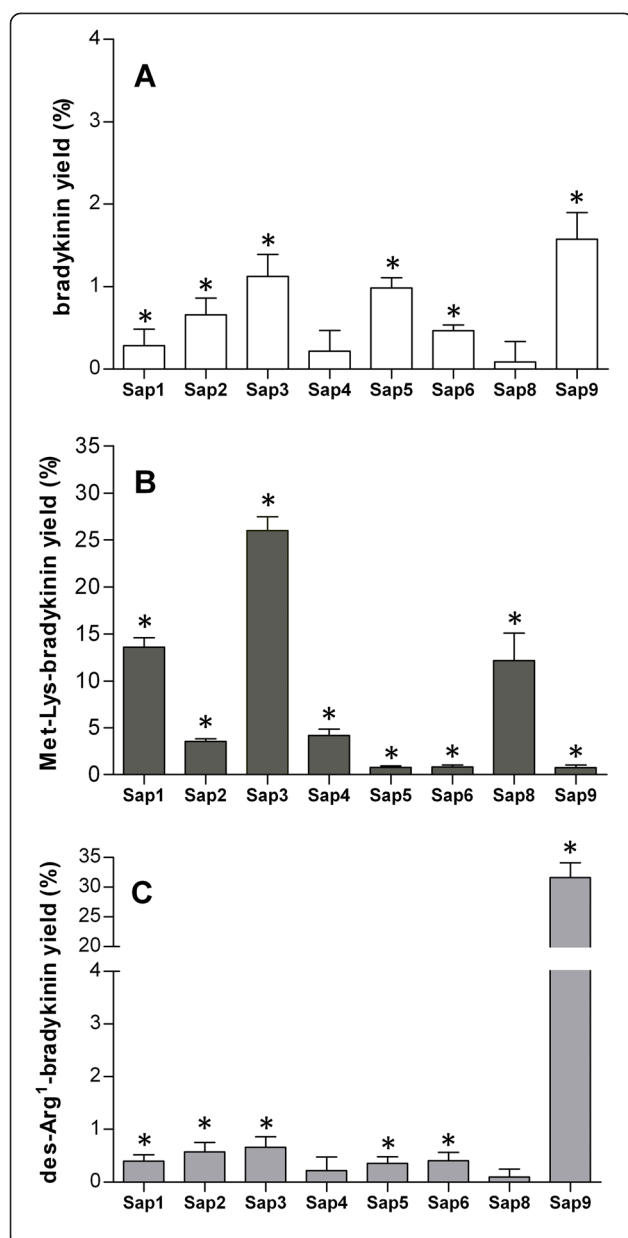 A
bradykinin yield (%)
4
3
2
1
0
* * * * * *
Sap1 Sap2 Sap3 Sap4 Sap5 Sap6 Sap8 Sap9
B
Met-Lys-bradykinin yield (%)
35
30
25
20
15
10
5
0
* * * * * * * *
Sap1 Sap2 Sap3 Sap4 Sap5 Sap6 Sap8 Sap9
C
des-Arg¹-bradykinin yield (%)
35
30
25
20
4
3
2
1
0
* * * * * *
Sap1 Sap2 Sap3 Sap4 Sap5 Sap6 Sap8 Sap9